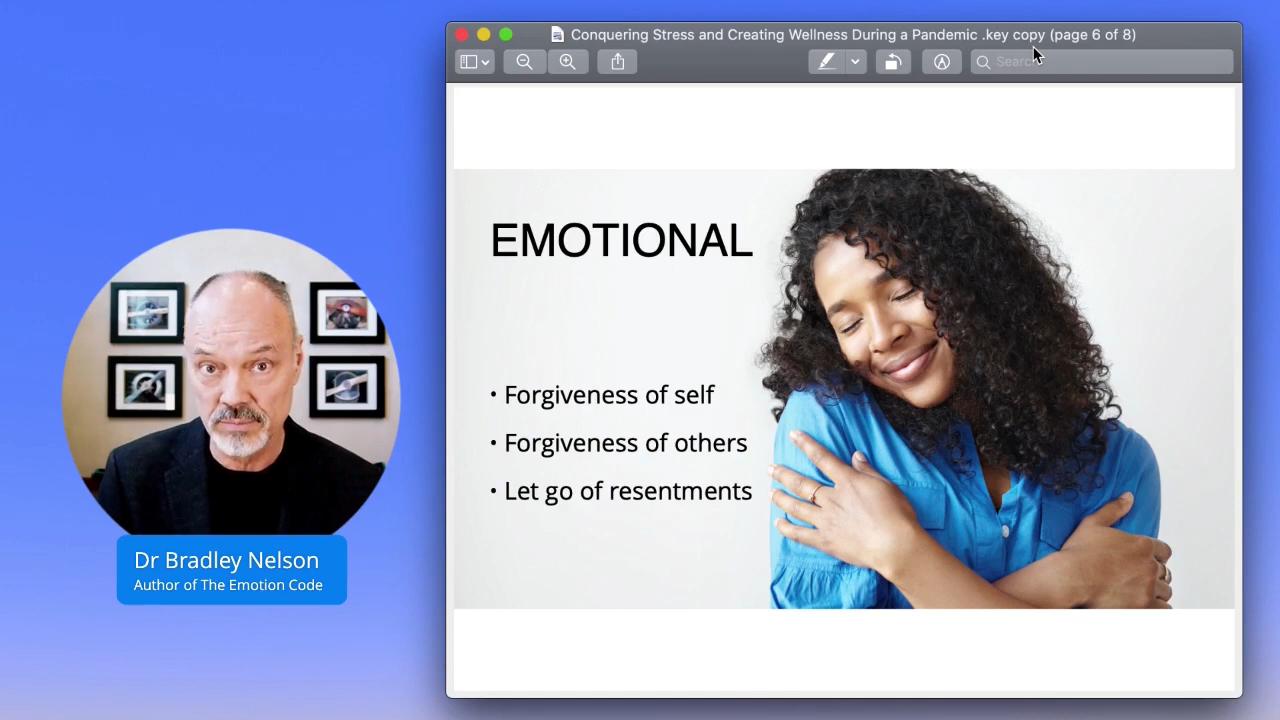 Conquering Stress and Creating Wellness During a Pandemic .key copy (page 6 of 8)
Search
EMOTIONAL
• Forgiveness of self
• Forgiveness of others
• Let go of resentments
Dr Bradley Nelson
Author of The Emotion Code